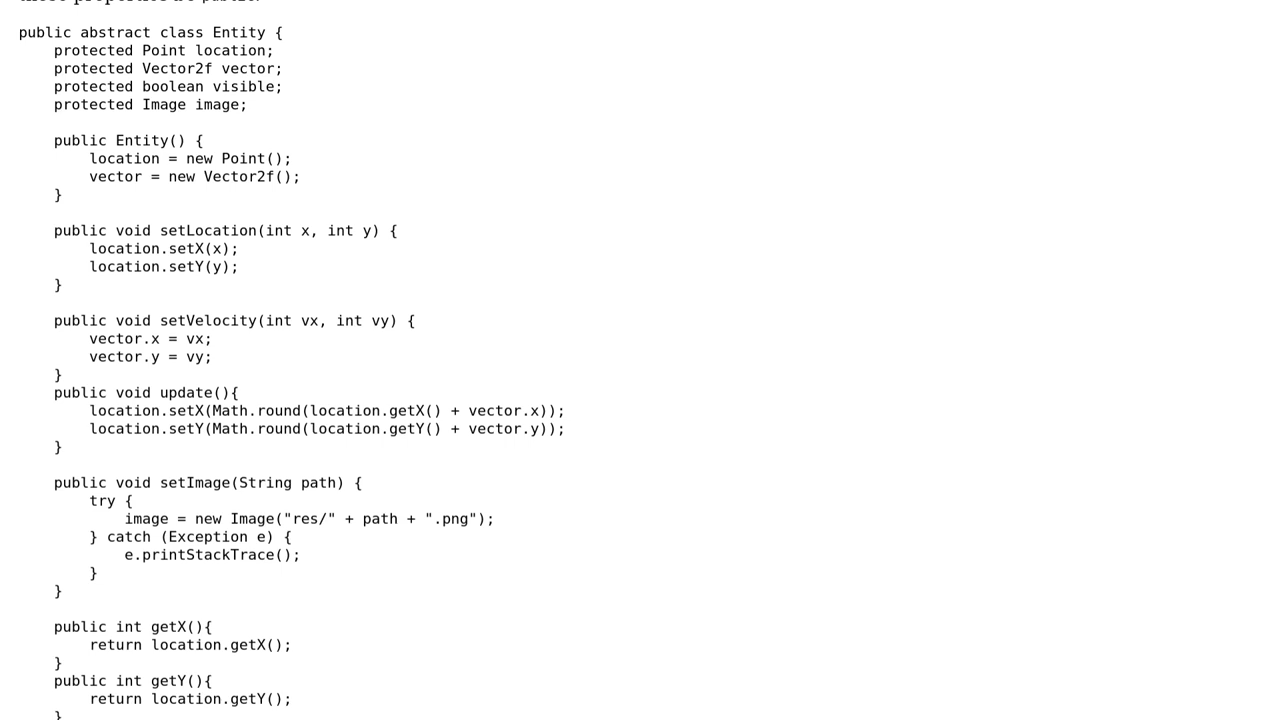 public abstract class Entity {
    protected Point location;
    protected Vector2f vector;
    protected boolean visible;
    protected Image image;

    public Entity() {
        location = new Point();
        vector = new Vector2f();
    }

    public void setLocation(int x, int y) {
        location.setX(x);
        location.setY(y);
    }

    public void setVelocity(int vx, int vy) {
        vector.x = vx;
        vector.y = vy;
    }
    public void update(){
        location.setX(Math.round(location.getX() + vector.x));
        location.setY(Math.round(location.getY() + vector.y));
    }

    public void setImage(String path) {
        try {
            image = new Image("res/" + path + ".png");
        } catch (Exception e) {
            e.printStackTrace();
        }
    }

    public int getX(){
        return location.getX();
    }
    public int getY(){
        return location.getY();
    }